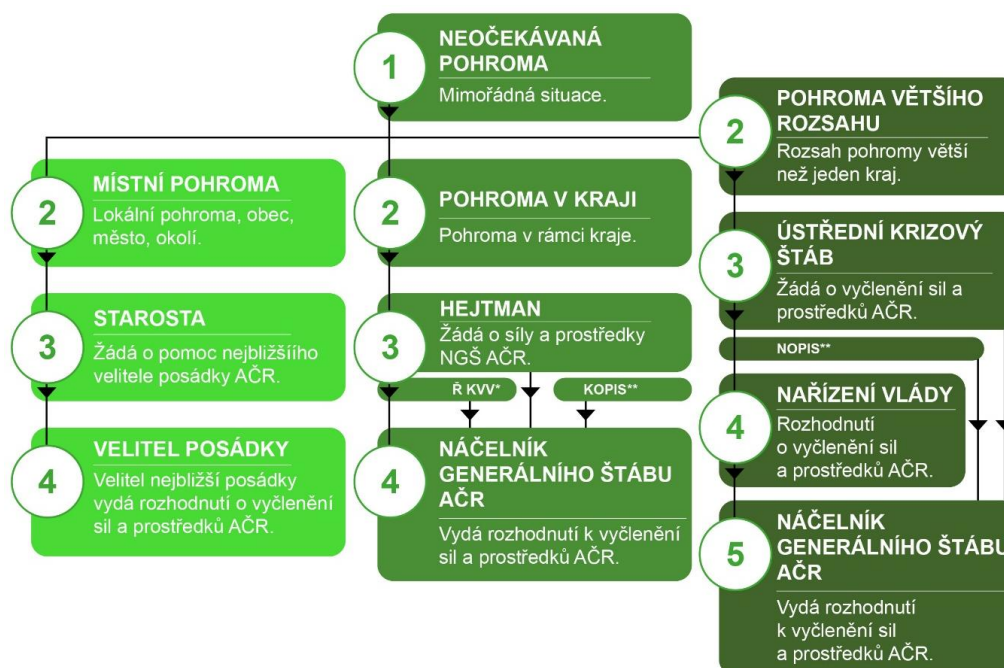 1
NEOČEKÁVANÁ
POHROMA
Mimořádná situace.
2
MÍSTNÍ POHROMA
Lokální pohroma, obec,
město, okolí.
3
STAROSTA
Žádá o pomoc nejbližšíího
velitele posádky AČR.
4
VELITEL POSÁDKY
Velitel nejbližší posádky
vydá rozhodnutí o vyčlenění
sil a prostředků AČR.
2
POHROMA V KRAJI
Pohroma v rámci kraje.
3
HEJTMAN
Žádá o síly a prostředky
NGŠ AČR.
Ř KVV*
KOPIS**
4
NÁČELNÍK
GENERÁLNÍHO ŠTÁBU
AČR
Vydá rozhodnutí k vyčlenění
sil a prostředků AČR.
2
POHROMA VĚTŠÍHO
ROZSAHU
Rozsah pohromy větší
než jeden kraj.
3
ÚSTŘEDNÍ KRIZOVÝ
ŠTÁB
Žádá o vyčlenění sil a
prostředků AČR.
NOPIS**
4
NAŘÍZENÍ VLÁDY
Rozhodnutí
o vyčlenění sil
a prostředků AČR.
5
NÁČELNÍK
GENERÁLNÍHO ŠTÁBU
AČR
Vydá rozhodnutí
k vyčlenění sil
a prostředků AČR.